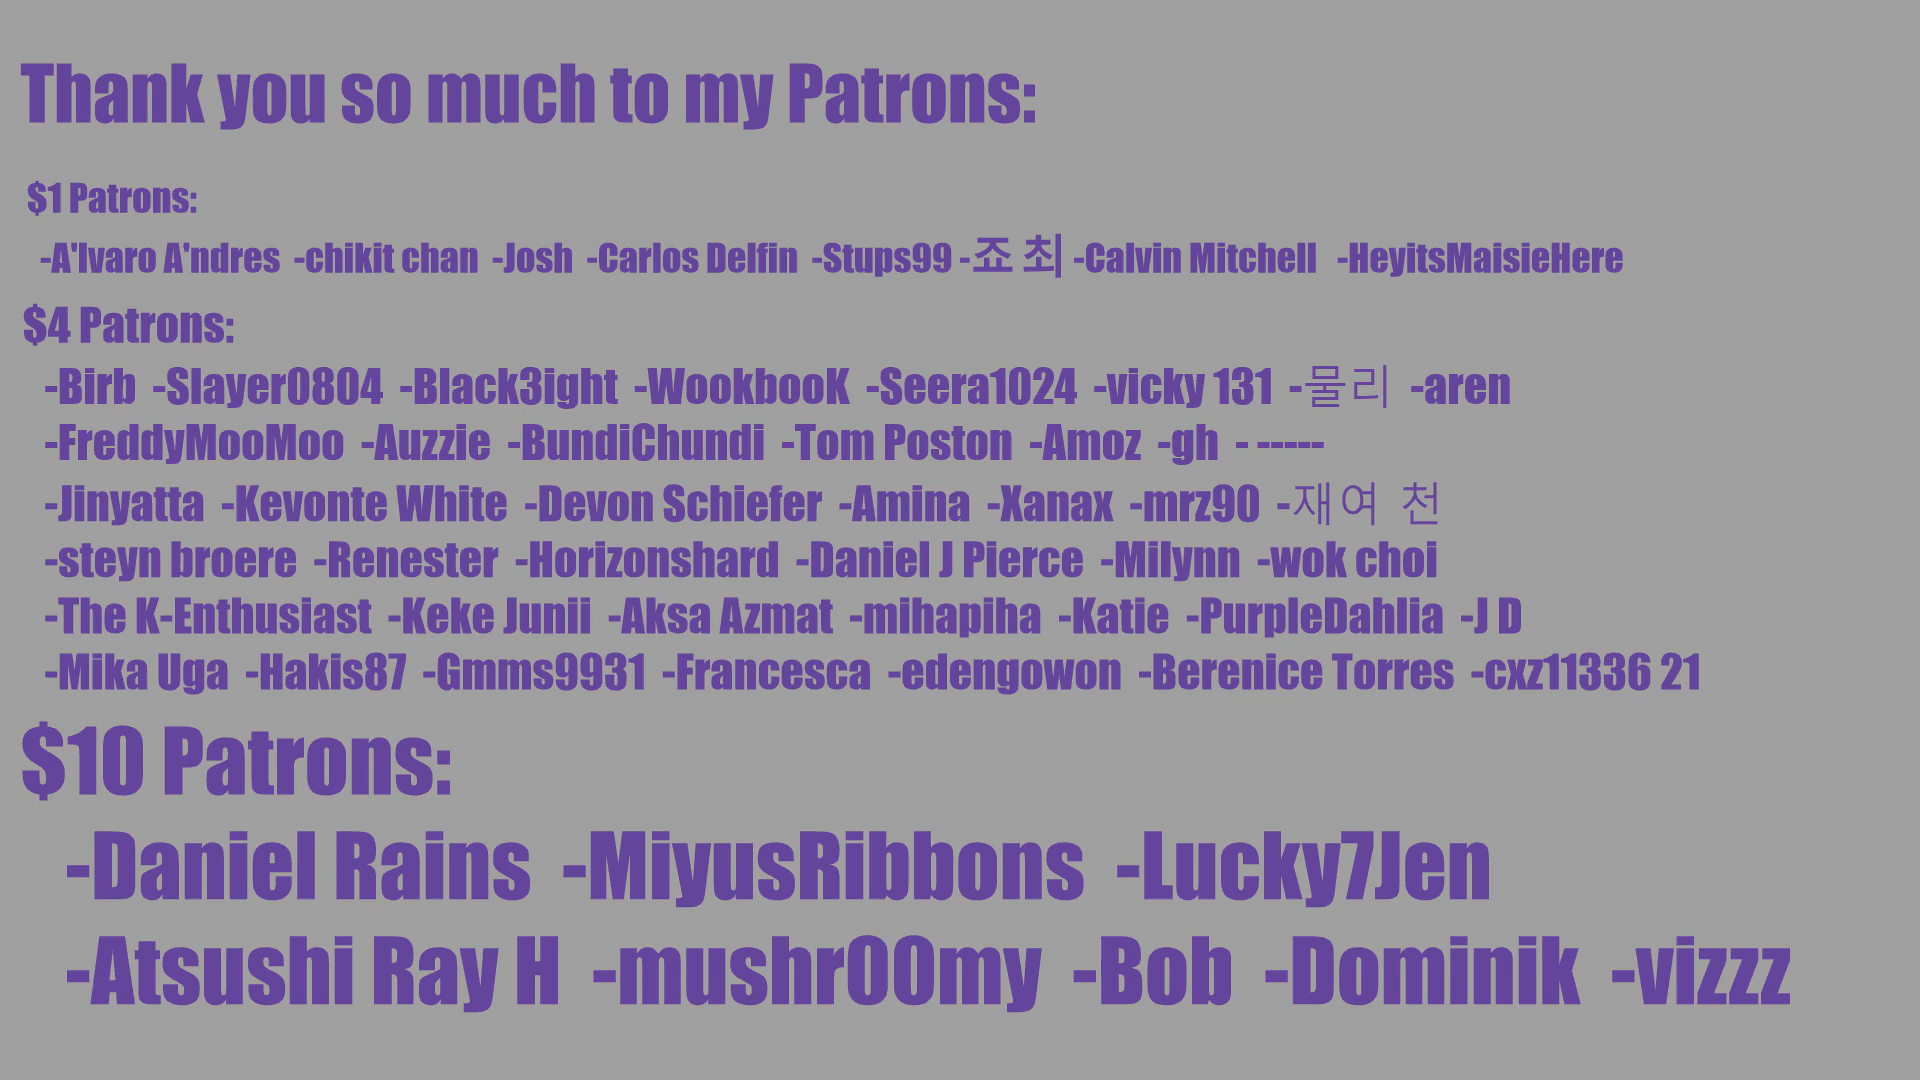 Thank you so much to my Patrons:
$1 Patrons:
-A'lvaro A'ndres -chikit chan -Josh -Carlos Delfin -Stups99 -죠 최 -Calvin Mitchell -HeyitsMaisieHere
$4 Patrons:
-Birb -Slayer0804 -Black3ight -WookbooK -Seera1024 -vicky 131 -물리 -aren
-FreddyMooMoo -Auzzie -BundiChundi -Tom Poston -Amoz -gh - -----
-Jinyatta -Kevonte White -Devon Schiefer -Amina -Xanax -mrz90 -재여 천
-steyn broere -Renester -Horizonshard -Daniel J Pierce -Milynn -wok choi
-The K-Enthusiast -Keke Junii -Aksa Azmat -mihapiha -Katie -PurpleDahlia -J D
-Mika Uga -Hakis87 -Gmms9931 -Francesca -edengowon -Berenice Torres -cxz11336 21
$10 Patrons:
-Daniel Rains -MiyusRibbons -Lucky7Jen
-Atsushi Ray H -mushr00my -Bob -Dominik -vizzz